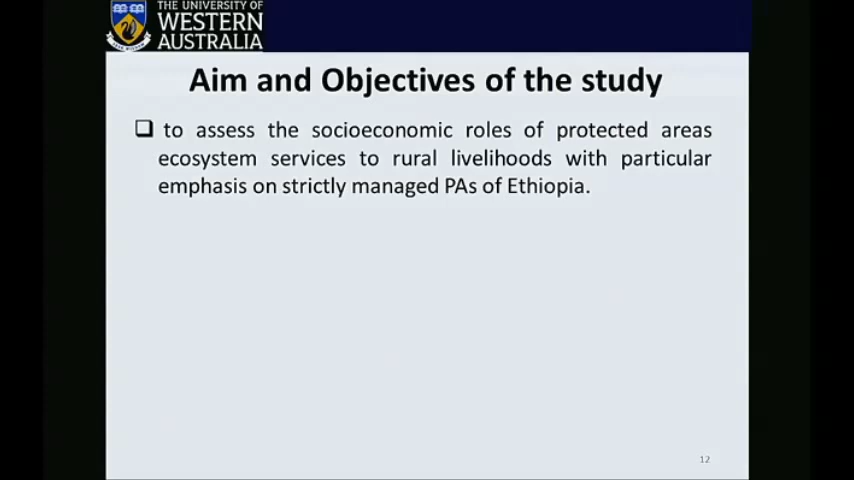 THE UNIVERSITY OF
WESTERN
AUSTRALIA
Aim and Objectives of the study
to assess the socioeconomic roles of protected areas
ecosystem services to rural livelihoods with particular
emphasis on strictly managed PAs of Ethiopia.
12